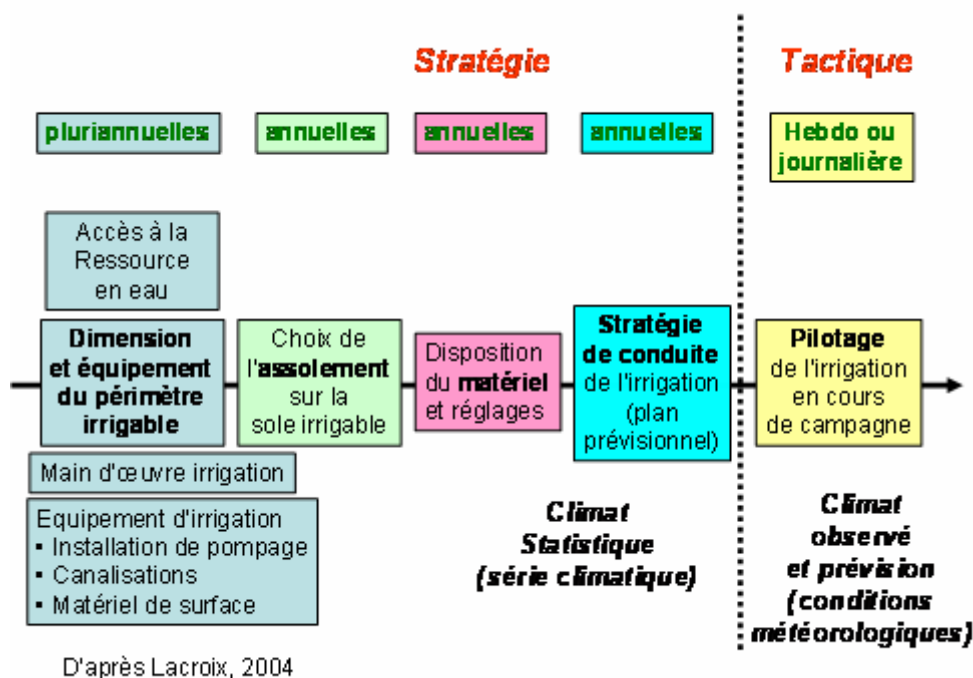 Stratégie
Tactique
pluriannuelles
annuelles
annuelles
annuelles
Hebdo ou
journalière
Accès à la
Ressource
en eau
Dimension
et équipement
du périmètre
irrigable
Choix de
l'assolement
sur la
sole irrigable
Disposition
du matériel
et réglages
Stratégie
de conduite
de l'irrigation
(plan
prévisionnel)
Pilotage
de l'irrigation
en cours
de campagne
Main d'œuvre irrigation
Equipement d'irrigation
▪ Installation de pompage
▪ Canalisations
▪ Matériel de surface
Climat
Statistique
(série climatique)
Climat
observé
et prévision
(conditions
météorologiques)
D'après Lacroix, 2004